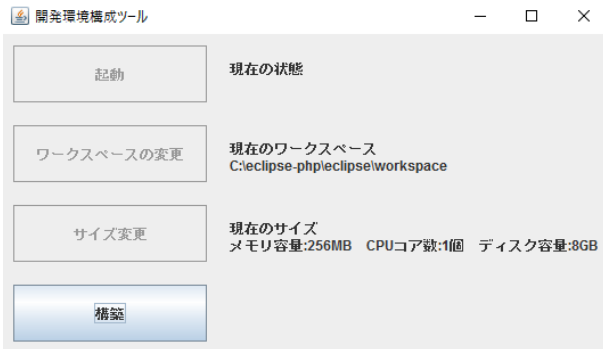 開発環境構成ツール
起動
現在の状態
ワークスペースの変更
現在のワークスペース
C:\eclipse-php\eclipse\workspace
サイズ変更
現在のサイズ
メモリ容量:256MB CPUコア数:1個 ディスク容量:8GB
構築